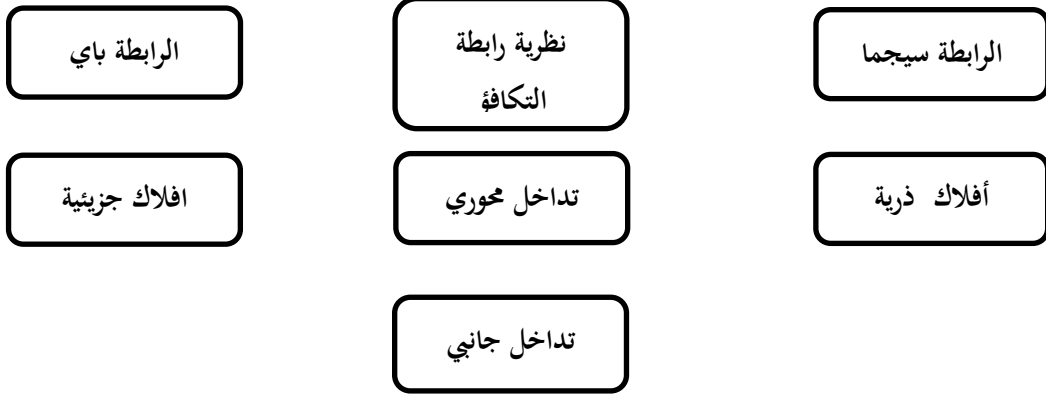 الرابطة سيجما
نظرية رابطة
التكافؤ
الرابطة باي
أفلاك ذرية
تداخل محوري
افلاك جزيئية
تداخل جانبي